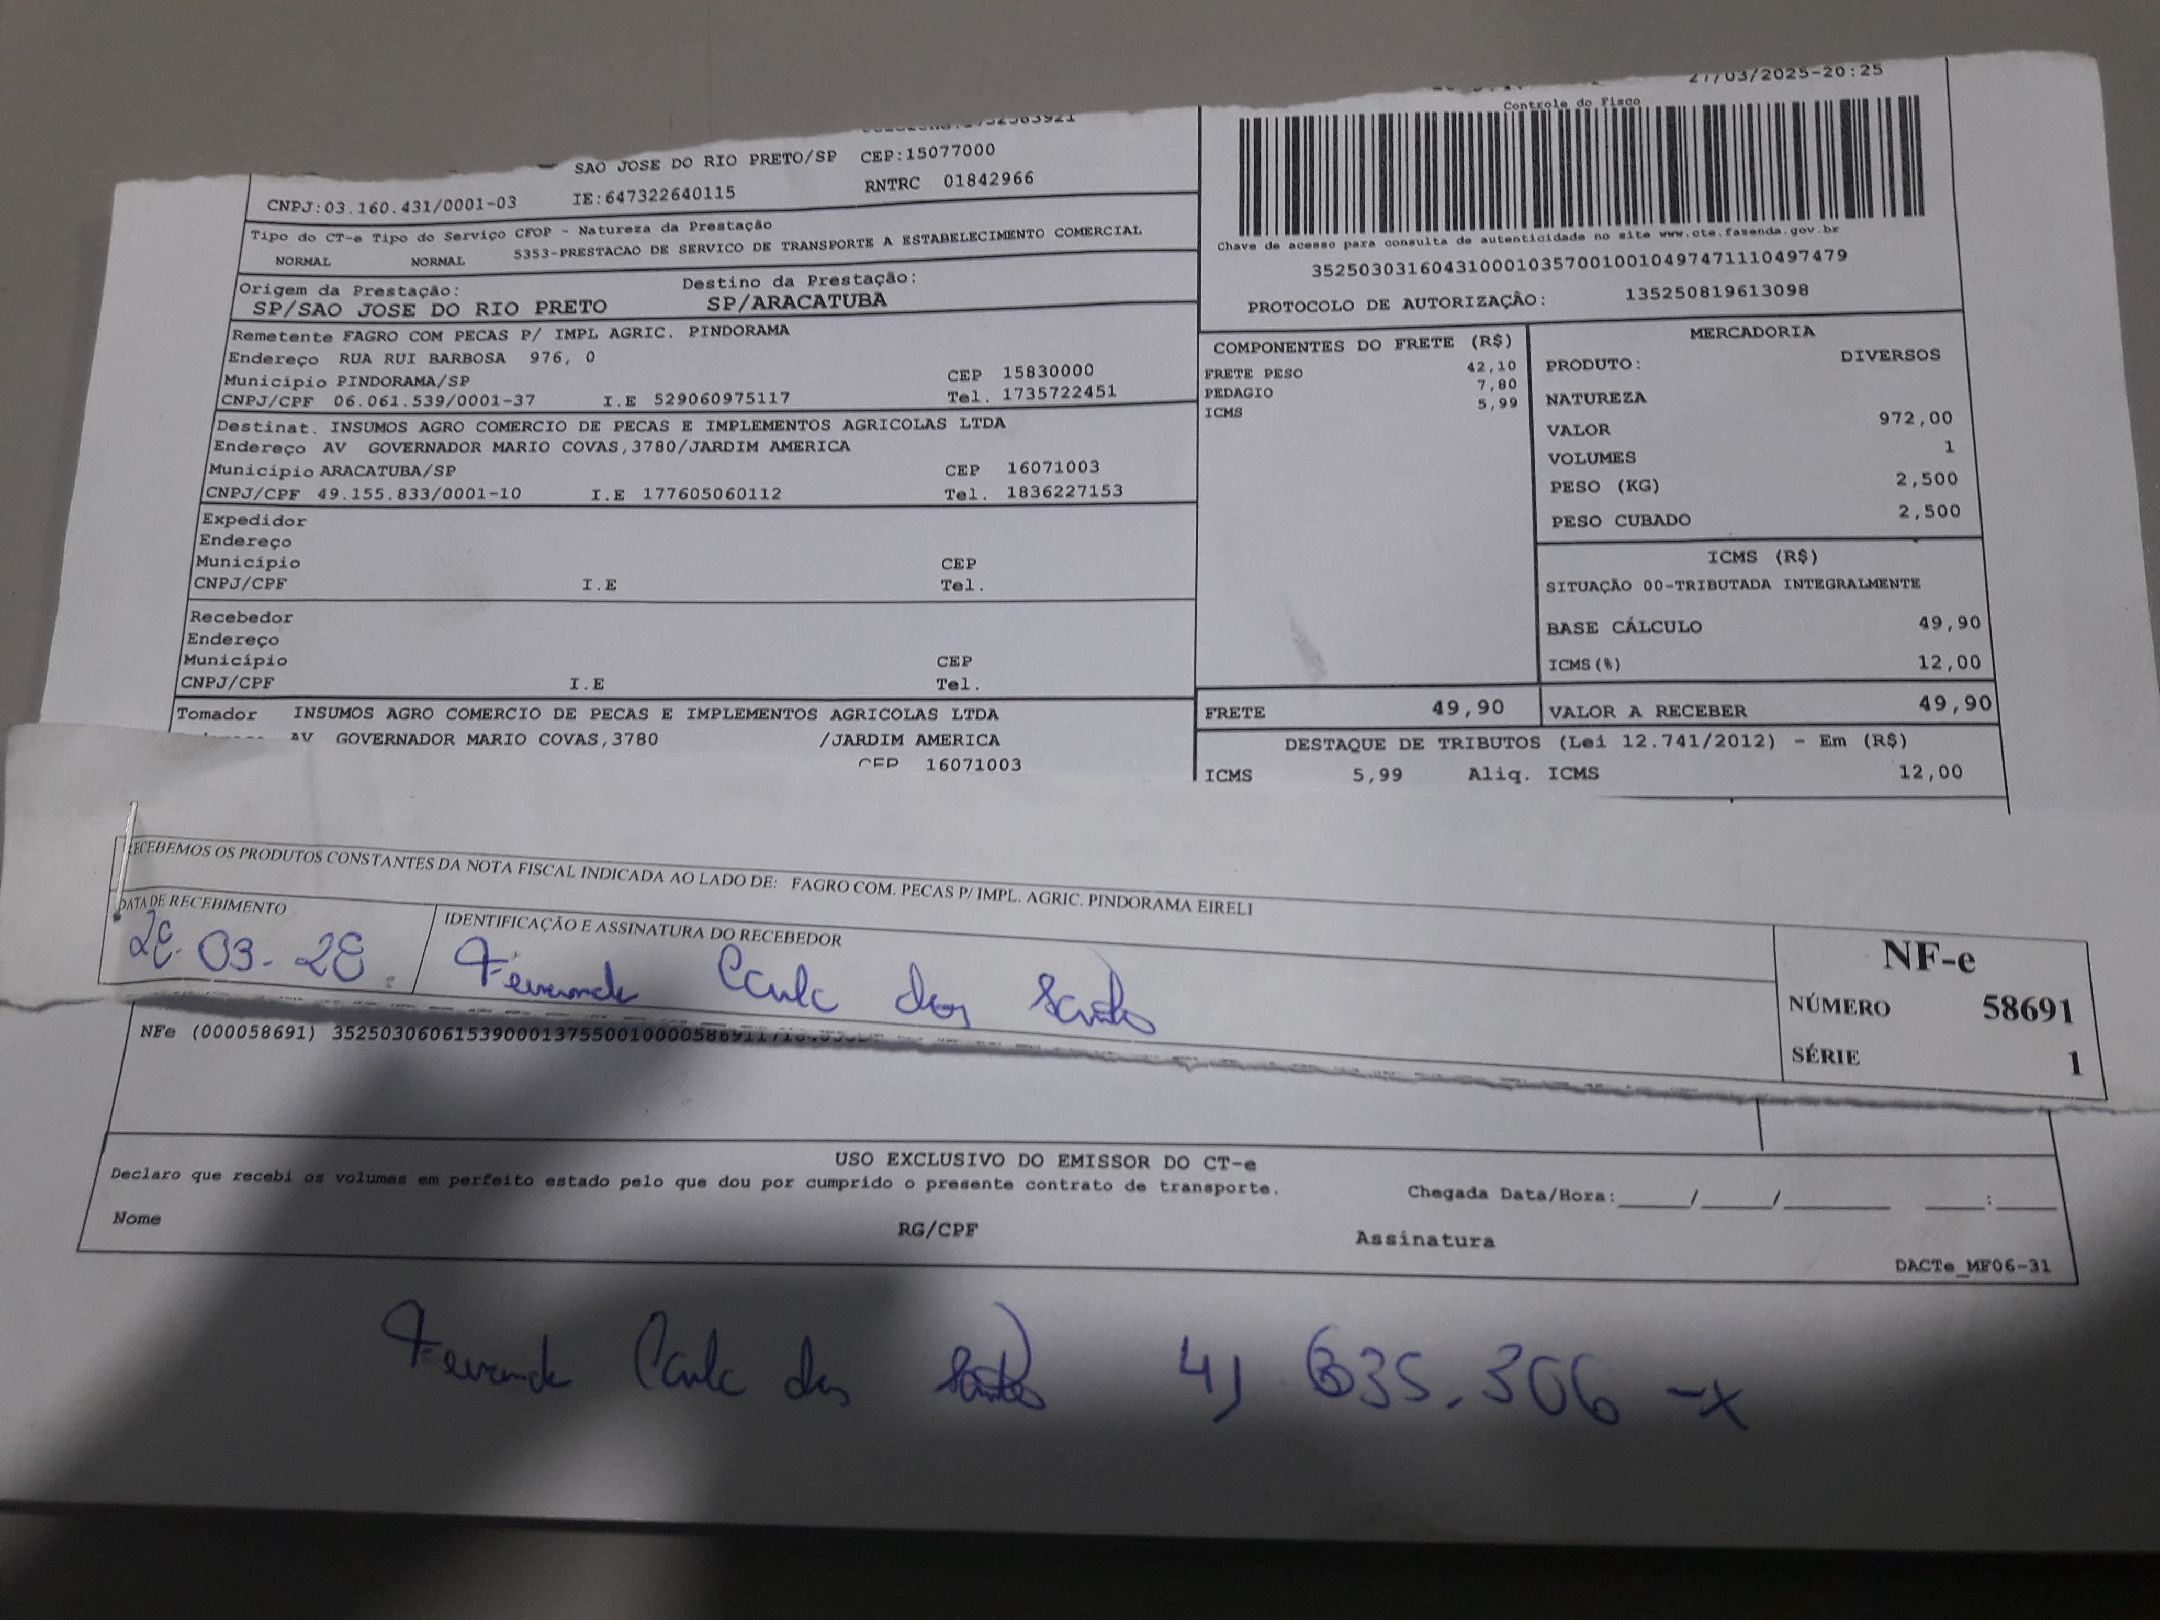 27/03/2025-20:25
Controle do Fisco
SAO JOSE DO RIO PRETO/SP CEP:15077000
CNPJ:03.160.431/0001-03 IE:647322640115 RNTRC 01842966
Tipo do CT-e Tipo do Serviço CFOP - Natureza da Prestação
NORMAL NORMAL 5353-PRESTACAO DE SERVICO DE TRANSPORTE A ESTABELECIMENTO COMERCIAL
Origem da Prestação: Destino da Prestação:
SP/SAO JOSE DO RIO PRETO SP/ARACATUBA
Chave de acesso para consulta de autenticidade no site www.cte.fazenda.gov.br
35250303160431000103570010010497471110497479
PROTOCOLO DE AUTORIZAÇÃO: 135250819613098
Remetente FAGRO COM PECAS P/ IMPL AGRIC. PINDORAMA
Endereço RUA RUI BARBOSA 976, 0
Município PINDORAMA/SP CEP 15830000
CNPJ/CPF 06.061.539/0001-37 I.E 529060975117 Tel. 1735722451
Destinat. INSUMOS AGRO COMERCIO DE PECAS E IMPLEMENTOS AGRICOLAS LTDA
Endereço AV GOVERNADOR MARIO COVAS,3780/JARDIM AMERICA
Município ARACATUBA/SP CEP 16071003
CNPJ/CPF 49.155.833/0001-10 I.E 177605060112 Tel. 1836227153
Expedidor
Endereço
Município CEP
CNPJ/CPF I.E Tel.
Recebedor
Endereço
Município CEP
CNPJ/CPF I.E Tel.
Tomador INSUMOS AGRO COMERCIO DE PECAS E IMPLEMENTOS AGRICOLAS LTDA
AV GOVERNADOR MARIO COVAS,3780 /JARDIM AMERICA
CEP 16071003
COMPONENTES DO FRETE (R$)
FRETE PESO 42,10
PEDAGIO 7,80
ICMS 5,99
MERCADORIA
PRODUTO: DIVERSOS
NATUREZA
VALOR 972,00
VOLUMES 1
PESO (KG) 2,500
PESO CUBADO 2,500
ICMS (R$)
SITUAÇÃO 00-TRIBUTADA INTEGRALMENTE
BASE CÁLCULO 49,90
ICMS(%) 12,00
FRETE 49,90 VALOR A RECEBER 49,90
DESTAQUE DE TRIBUTOS (Lei 12.741/2012) - Em (R$)
ICMS 5,99 Aliq. ICMS 12,00
RECEBEMOS OS PRODUTOS CONSTANTES DA NOTA FISCAL INDICADA AO LADO DE: FAGRO COM. PECAS P/ IMPL. AGRIC. PINDORAMA EIRELI
DATA DE RECEBIMENTO IDENTIFICAÇÃO E ASSINATURA DO RECEBEDOR
03 dos Santos
NF-e
NÚMERO 58691
SÉRIE 1
NFe (000058691)
USO EXCLUSIVO DO EMISSOR DO CT-e
Declaro que recebi os volumes em perfeito estado pelo que dou por cumprido o presente contrato de transporte.
Chegada Data/Hora:_____/_____/_______ ____:____
Nome RG/CPF Assinatura
DACTe_MF06-31
dos Santos 306-x